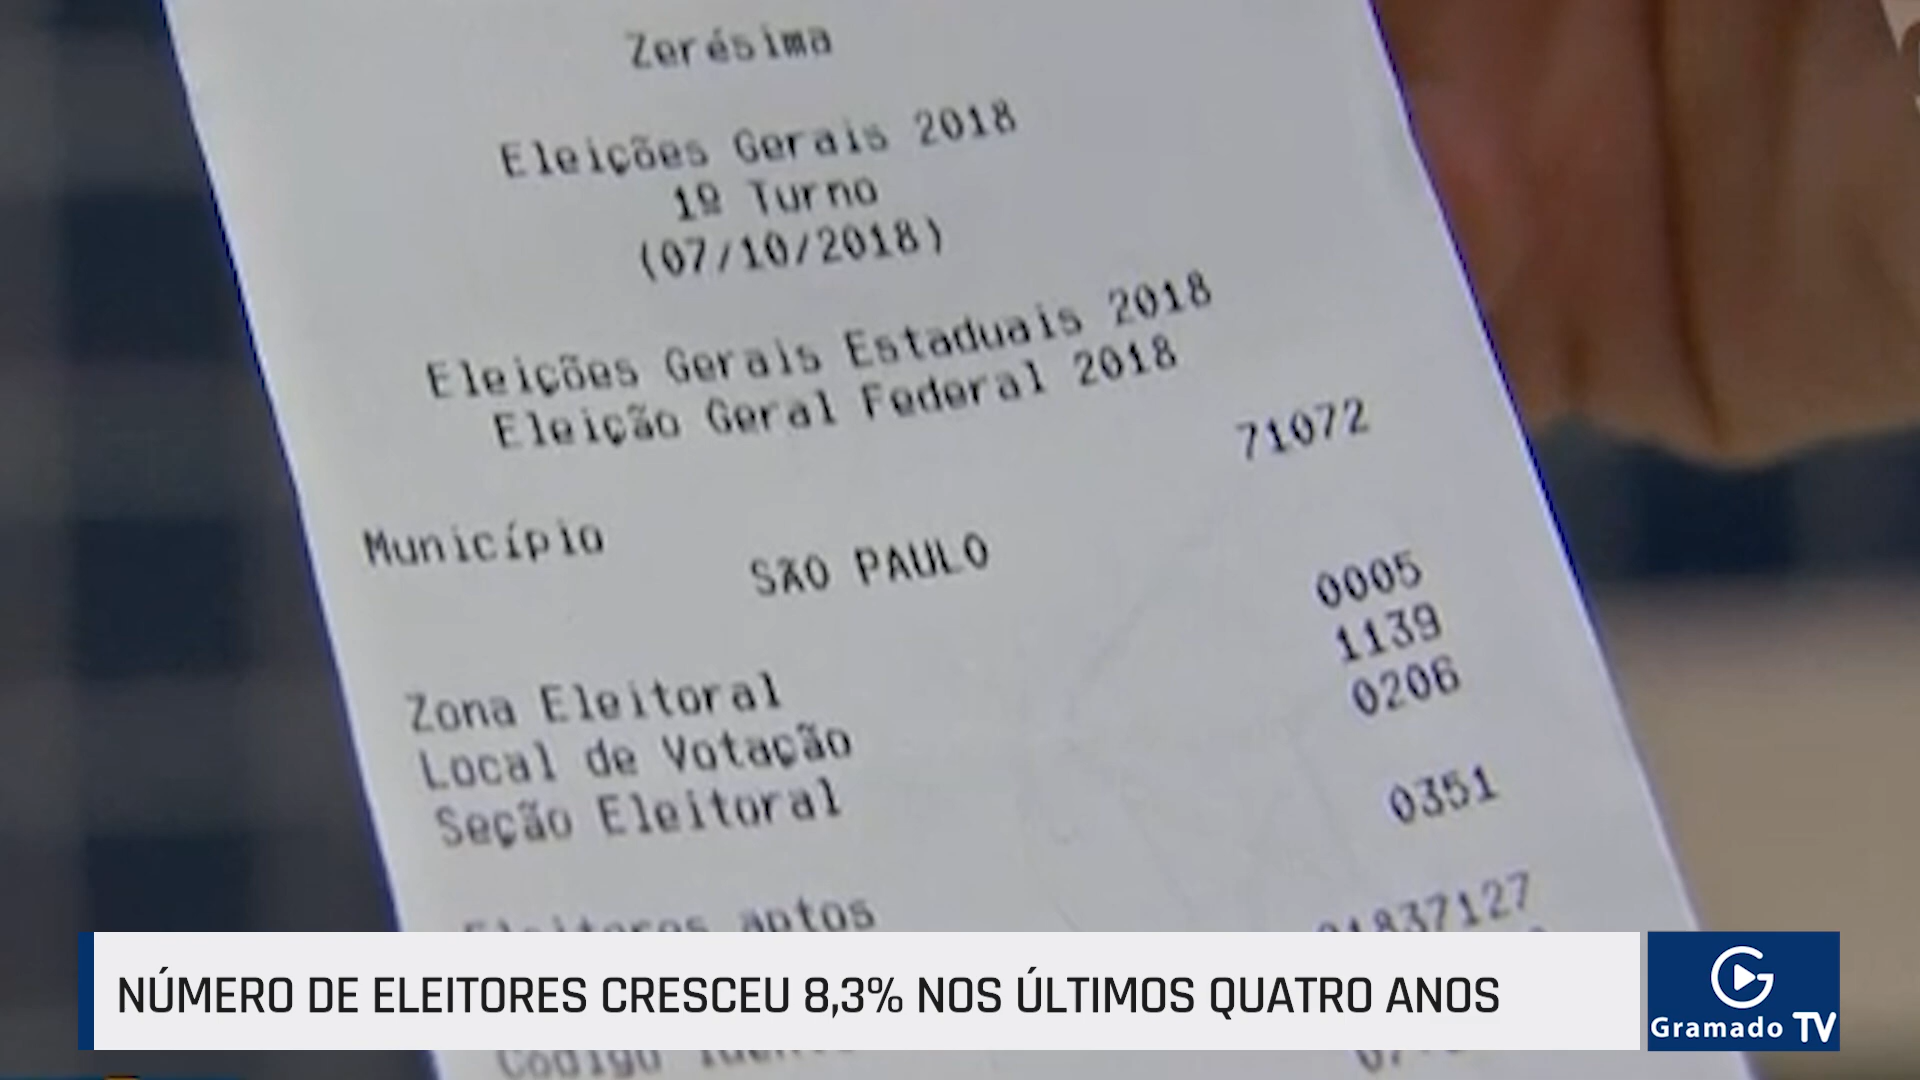 Zerésima
Eleições Gerais 2018
1º Turno
(07/10/2018)
Eleições Gerais Estaduais 2018
Eleição Geral Federal 2018
71072
Município
SÃO PAULO
0005
Zona Eleitoral
1139
Local de Votação
0206
Seção Eleitoral
0351
aptos
NÚMERO DE ELEITORES CRESCEU 8,3% NOS ÚLTIMOS QUATRO ANOS
Gramado TV
Código